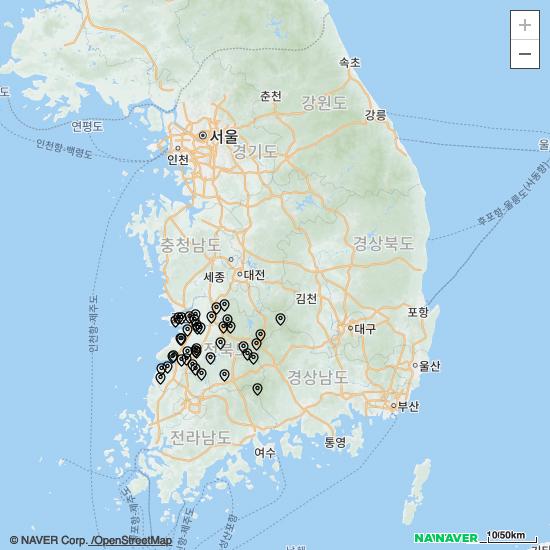 +
−
속초
춘천
강원도
강릉
도
연평도
서울
인천
경기도
인천항-백령도
울
후포항-울릉도(사동항)
충청남도
경상북도
세종
대전
김천
포항
인천항-제주도
대구
전북도
울산
경상남도
부산
전라남도
통영
여수
© NAVER Corp. /OpenStreetMap
NAVER
10/50km